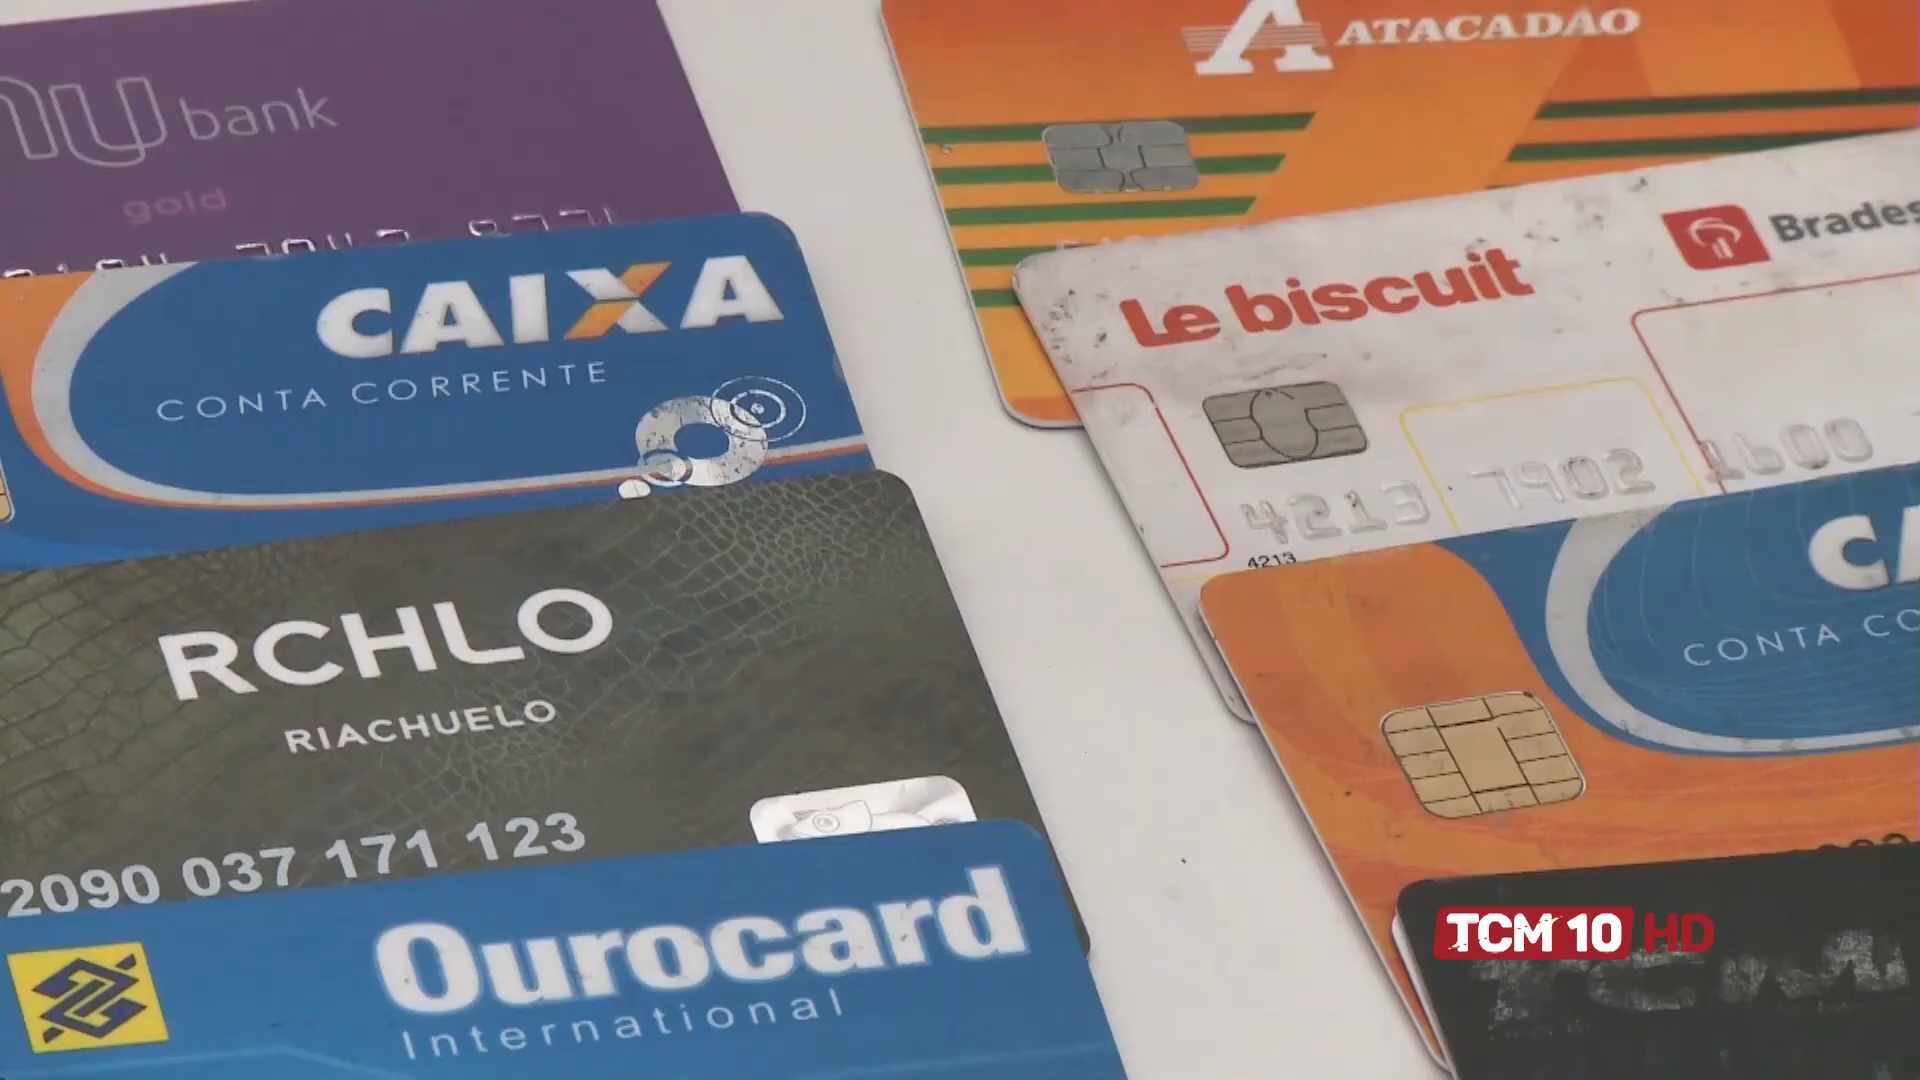 nu bank
gold
CAIXA
CONTA CORRENTE
RCHLO
RIACHUELO
2090 037 171 123
Ourocard
International
ATACADAO
Le biscuit
Brades
4213 7902 1600
4213
CA
CONTA CO
TCM 10 HD